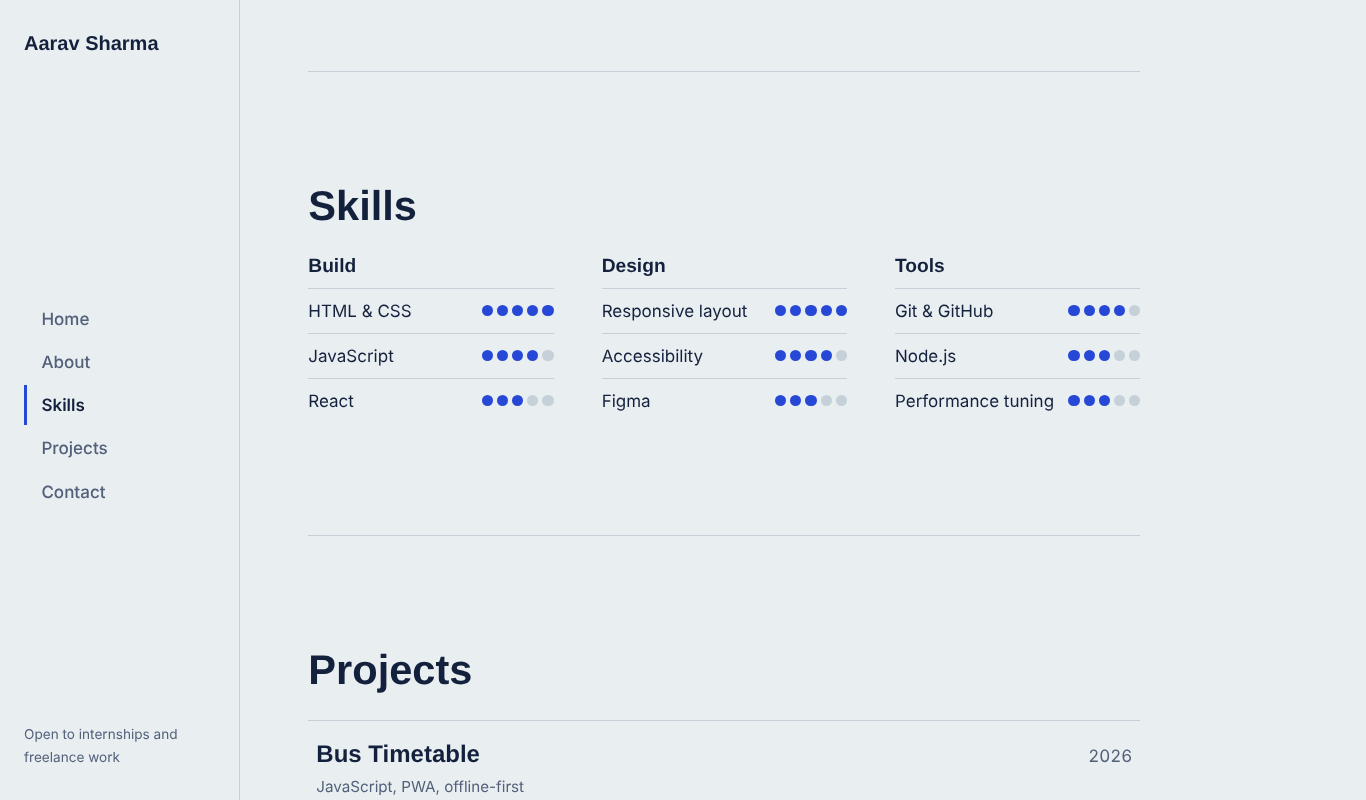 Aarav Sharma
Home
About
Skills
Projects
Contact
Open to internships and
freelance work
Skills
Build
HTML & CSS
JavaScript
React
Design
Responsive layout
Accessibility
Figma
Tools
Git & GitHub
Node.js
Performance tuning
Projects
Bus Timetable
2026
JavaScript, PWA, offline-first